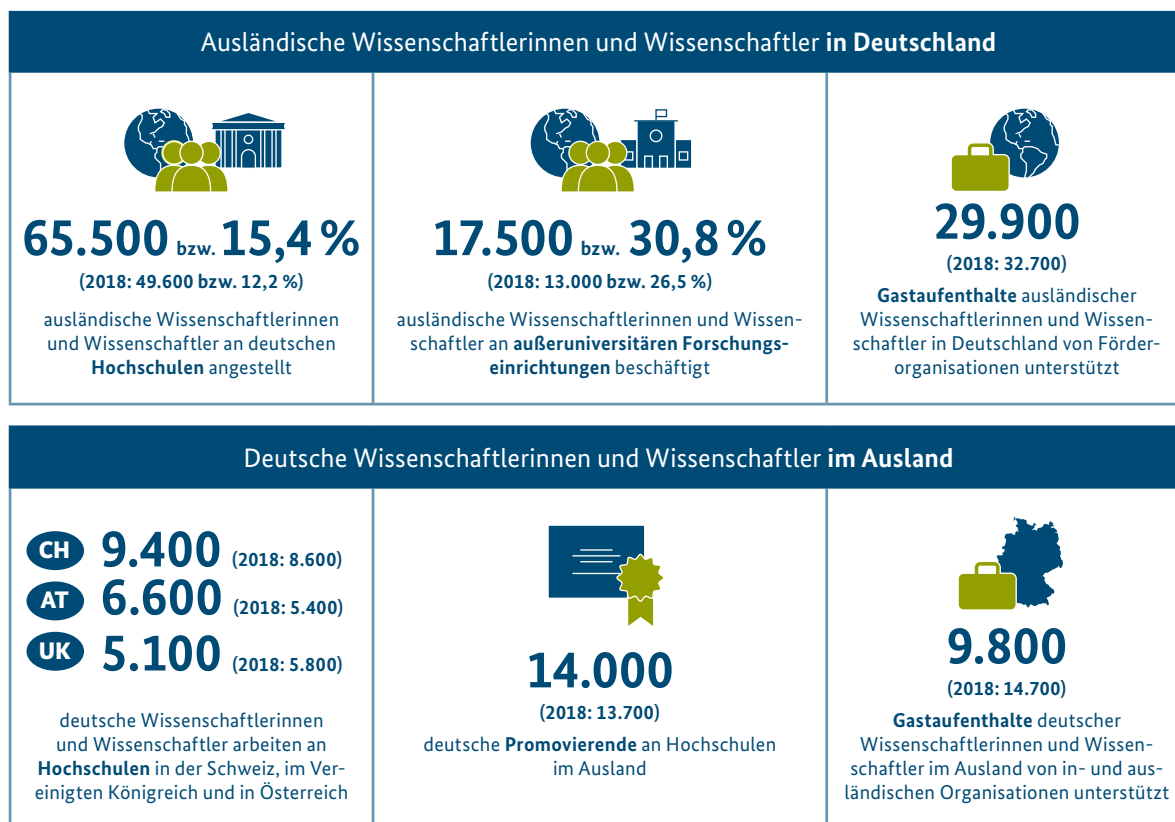 Ausländische Wissenschaftlerinnen und Wissenschaftler in Deutschland
65.500 bzw. 15,4 %
(2018: 49.600 bzw. 12,2 %)
ausländische Wissenschaftlerinnen
und Wissenschaftler an deutschen
Hochschulen angestellt
17.500 bzw. 30,8 %
(2018: 13.000 bzw. 26,5 %)
ausländische Wissenschaftlerinnen und Wissen-
schaftler an außeruniversitären Forschungs-
einrichtungen beschäftigt
29.900
(2018: 32.700)
Gastaufenthalte ausländischer
Wissenschaftlerinnen und Wissen-
schaftler in Deutschland von Förder-
organisationen unterstützt
Deutsche Wissenschaftlerinnen und Wissenschaftler im Ausland
CH 9.400 (2018: 8.600)
AT 6.600 (2018: 5.400)
UK 5.100 (2018: 5.800)
deutsche Wissenschaftlerinnen
und Wissenschaftler arbeiten an
Hochschulen in der Schweiz, im Ver-
einigten Königreich und in Österreich
14.000
(2018: 13.700)
deutsche Promovierende an Hochschulen
im Ausland
9.800
(2018: 14.700)
Gastaufenthalte deutscher
Wissenschaftlerinnen und Wissen-
schaftler im Ausland von in- und aus-
ländischen Organisationen unterstützt